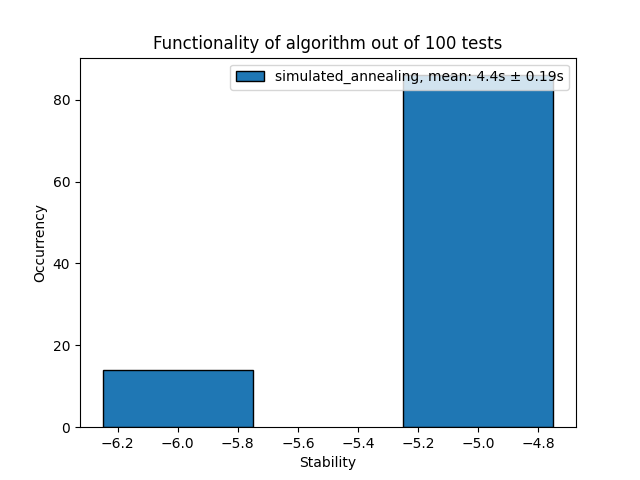 Functionality of algorithm out of 100 tests
simulated_annealing, mean: 4.4s ± 0.19s
80
60
40
20
0
Occurrency
−6.2 −6.0 −5.8 −5.6 −5.4 −5.2 −5.0 −4.8
Stability